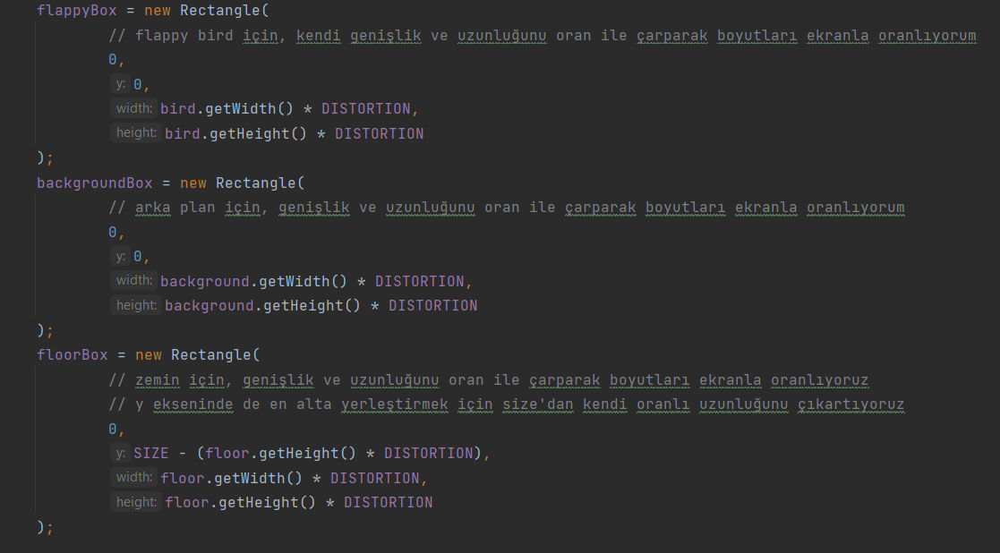 flappyBox = new Rectangle(
// flappy bird için, kendi genişlik ve uzunluğunu oran ile çarparak boyutları ekranla oranlıyorum
0,
y: 0,
width: bird.getWidth() * DISTORTION,
height: bird.getHeight() * DISTORTION
);
backgroundBox = new Rectangle(
// arka plan için, genişlik ve uzunluğunu oran ile çarparak boyutları ekranla oranlıyorum
0,
y: 0,
width: background.getWidth() * DISTORTION,
height: background.getHeight() * DISTORTION
);
floorBox = new Rectangle(
// zemin için, genişlik ve uzunluğunu oran ile çarparak boyutları ekranla oranlıyoruz
// y ekseninde de en alta yerleştirmek için size'dan kendi oranlı uzunluğunu çıkartıyoruz
0,
y: SIZE - (floor.getHeight() * DISTORTION),
width: floor.getWidth() * DISTORTION,
height: floor.getHeight() * DISTORTION
);